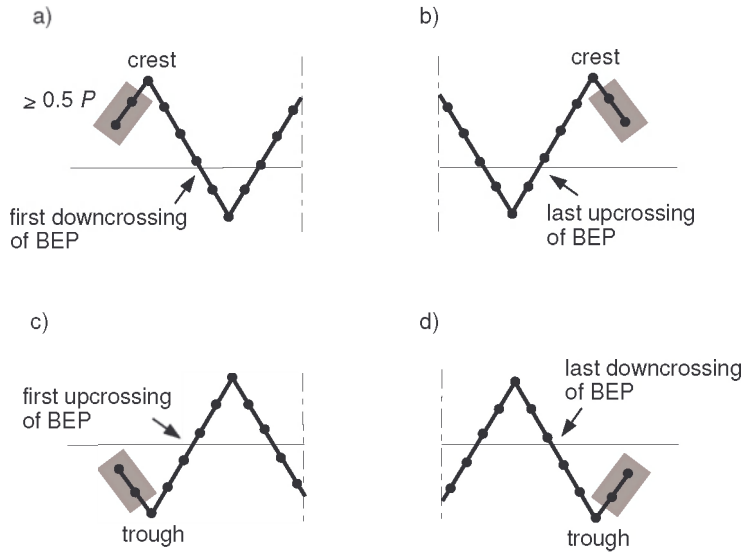 a)
crest
≥ 0.5 P
first downcrossing
of BEP
b)
crest
last upcrossing
of BEP
c)
first upcrossing
of BEP
trough
d)
last downcrossing
of BEP
trough